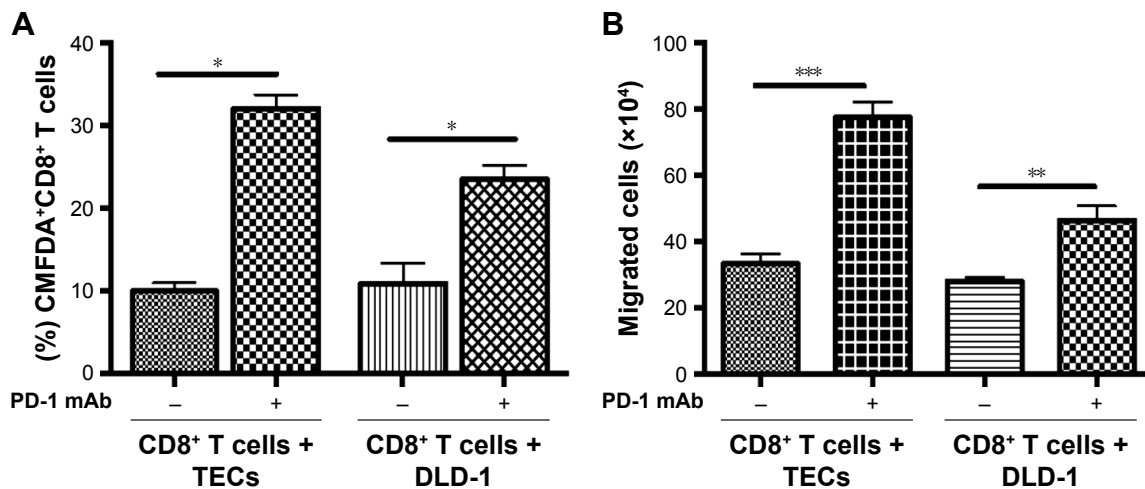 A
(%) CMFDA⁺CD8⁺ T cells
40
30
20
10
0
*
*
PD-1 mAb – + – +
CD8⁺ T cells +
TECs
CD8⁺ T cells +
DLD-1
B
Migrated cells (×10⁴)
100
80
60
40
20
0
***
**
PD-1 mAb – + – +
CD8⁺ T cells +
TECs
CD8⁺ T cells +
DLD-1